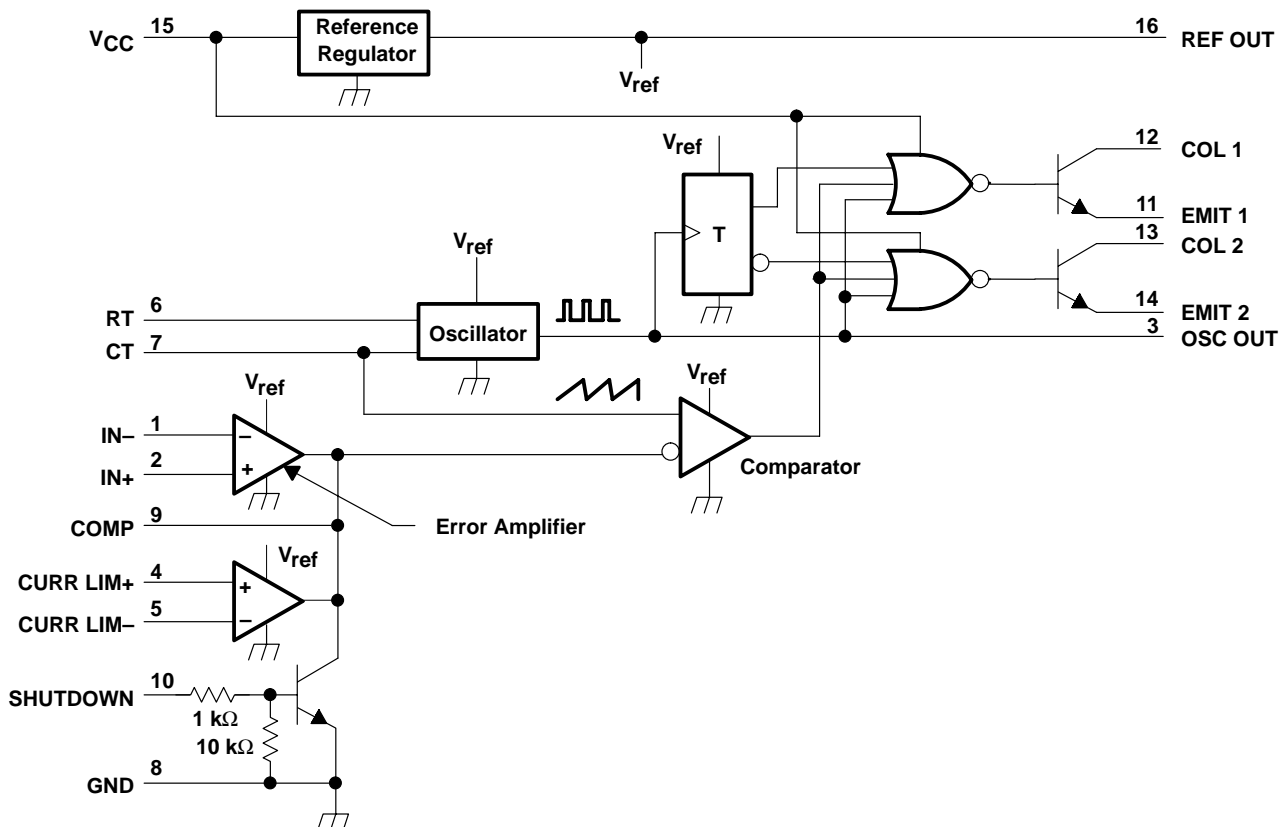 VCC 15
Reference
Regulator
16 REF OUT
Vref
Vref
12 COL 1
11 EMIT 1
13 COL 2
14 EMIT 2
3 OSC OUT
T
Vref
RT 6
CT 7
Oscillator
Vref
Vref
IN– 1
IN+ 2
–
+
Comparator
COMP 9
Error Amplifier
Vref
CURR LIM+ 4
CURR LIM– 5
+
–
SHUTDOWN 10
1 kΩ
10 kΩ
GND 8